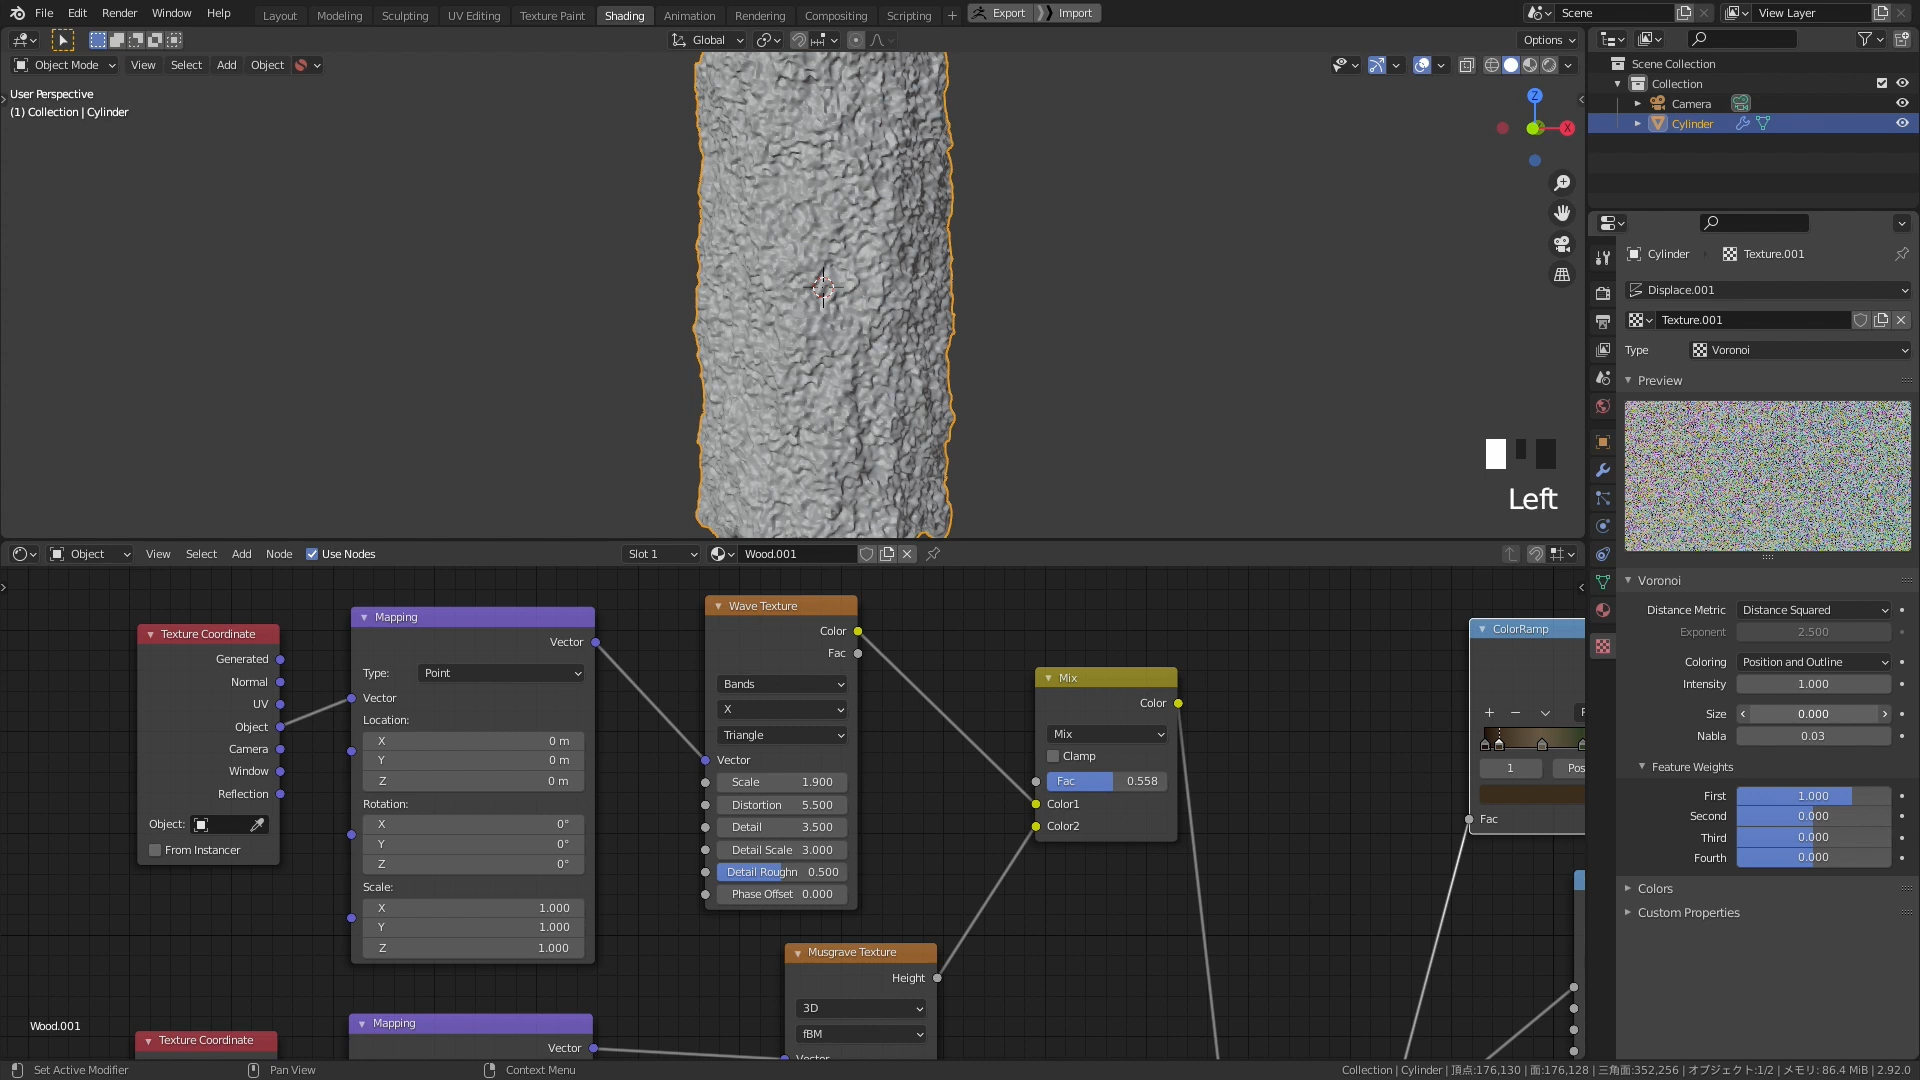 File Edit Render Window Help
Layout Modeling Sculpting UV Editing Texture Paint Shading Animation Rendering Compositing Scripting + Export Import
Scene
View Layer
Global
Options
Object Mode View Select Add Object
User Perspective
(1) Collection | Cylinder
Z
X
Left
Scene Collection
Collection
Camera
Cylinder
Cylinder
Texture.001
Displace.001
Texture.001
Type Voronoi
Preview
Voronoi
Distance Metric Distance Squared
Exponent 2.500
Coloring Position and Outline
Intensity 1.000
Size 0.000
Nabla 0.03
Feature Weights
First 1.000
Second 0.000
Third 0.000
Fourth 0.000
Colors
Custom Properties
Object View Select Add Node Use Nodes
Slot 1
Wood.001
Texture Coordinate
Generated
Normal
UV
Object
Camera
Window
Reflection
Object:
From Instancer
Mapping
Vector
Type: Point
Vector
Location:
X 0 m
Y 0 m
Z 0 m
Rotation:
X 0°
Y 0°
Z 0°
Scale:
X 1.000
Y 1.000
Z 1.000
Wave Texture
Color
Fac
Bands
X
Triangle
Vector
Scale 1.900
Distortion 5.500
Detail 3.500
Detail Scale 3.000
Detail Roughn 0.500
Phase Offset 0.000
Mix
Color
Mix
Clamp
Fac 0.558
Color1
Color2
ColorRamp
1 Pos
Fac
Musgrave Texture
Height
3D
fBM
Vector
Wood.001
Texture Coordinate
Mapping
Vector
Set Active Modifier
Pan View
Context Menu
Collection | Cylinder | 頂点:176,130 | 面:176,128 | 三角面:352,256 | オブジェクト:1/2 | メモリ: 86.4 MiB | 2.92.0